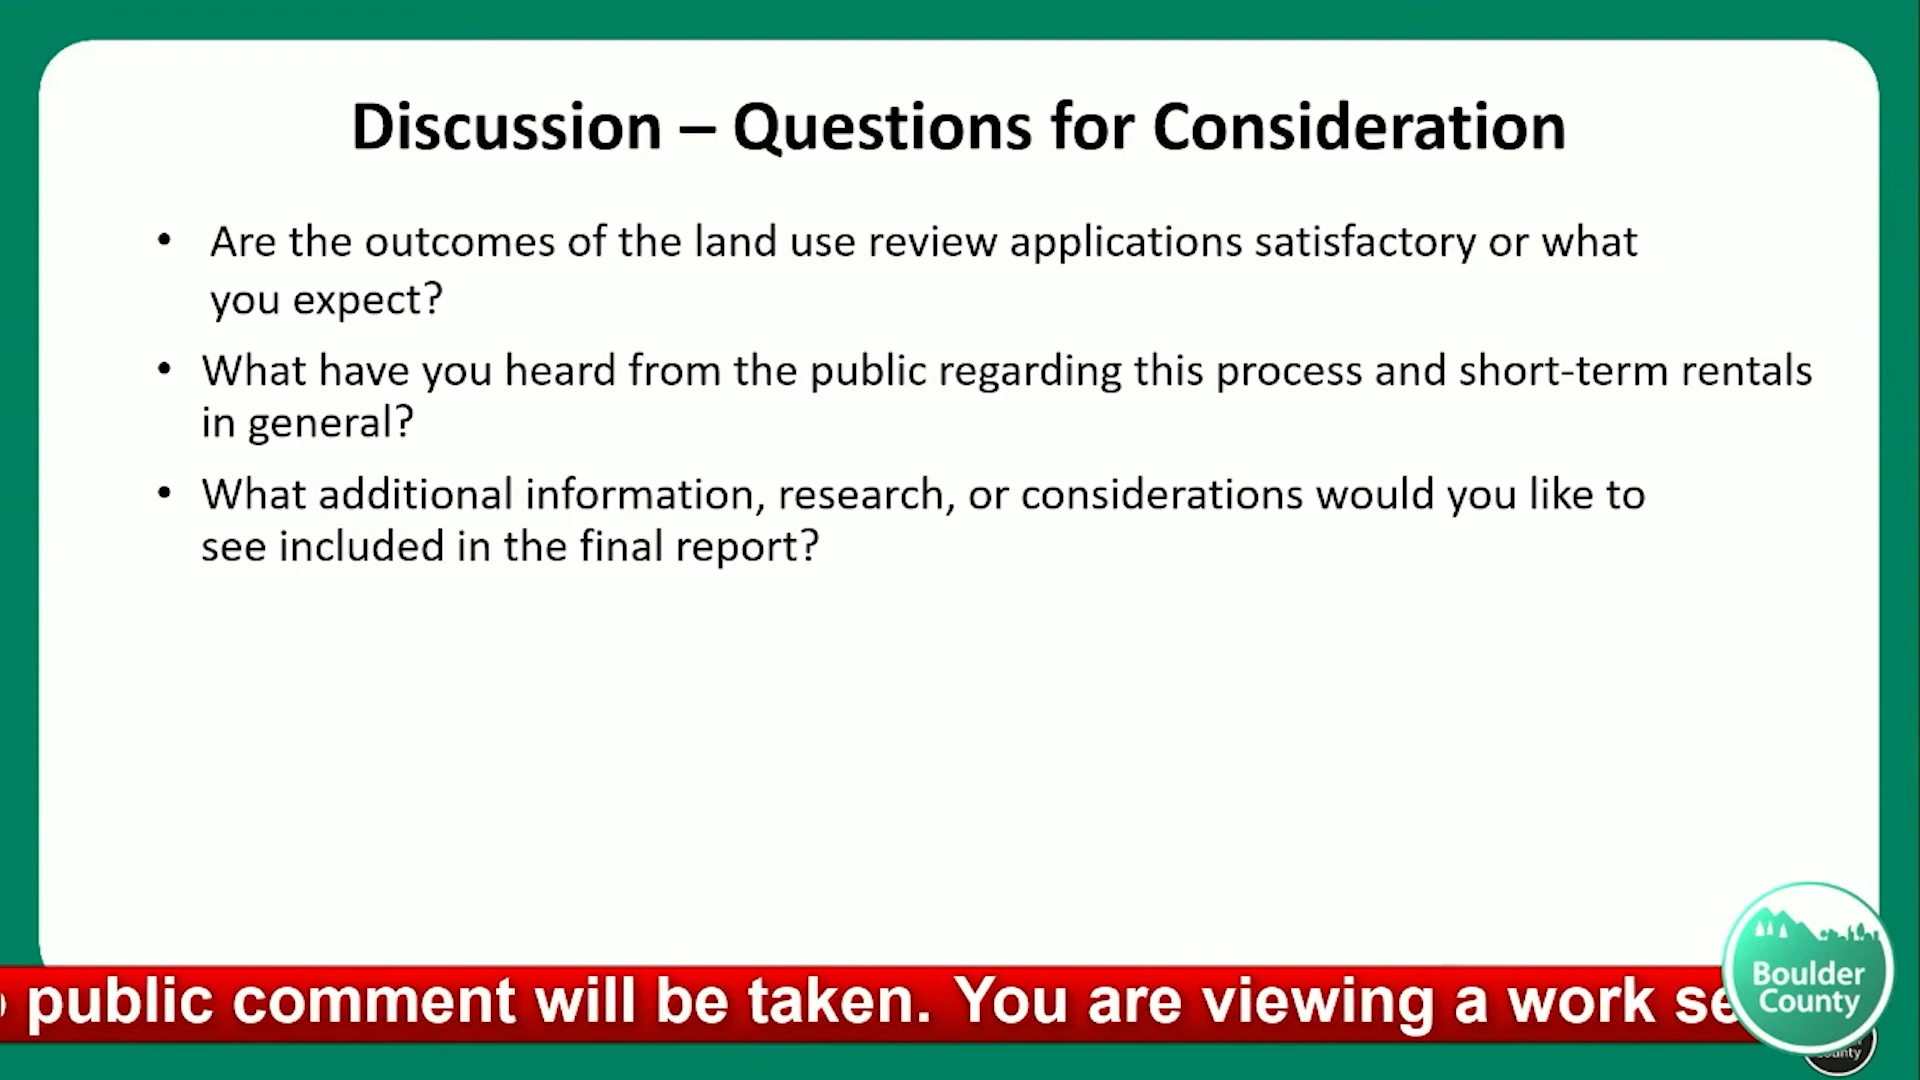 Discussion – Questions for Consideration
• Are the outcomes of the land use review applications satisfactory or what
you expect?
• What have you heard from the public regarding this process and short-term rentals
in general?
• What additional information, research, or considerations would you like to
see included in the final report?
public comment will be taken. You are viewing a work
Boulder
County